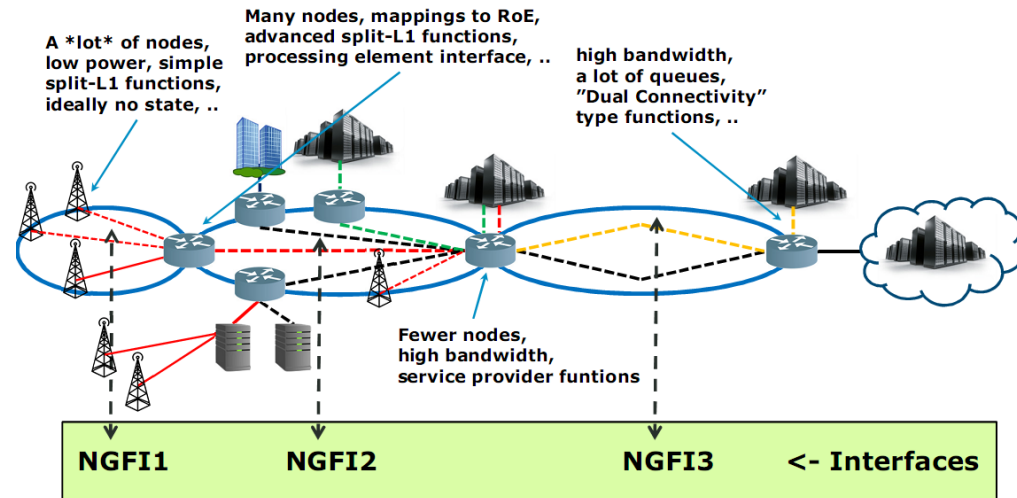 A *lot* of nodes,
low power, simple
split-L1 functions,
ideally no state, ..
Many nodes, mappings to RoE,
advanced split-L1 functions,
processing element interface, ..
high bandwidth,
a lot of queues,
”Dual Connectivity”
type functions, ..
Fewer nodes,
high bandwidth,
service provider funtions
NGFI1
NGFI2
NGFI3
<- Interfaces